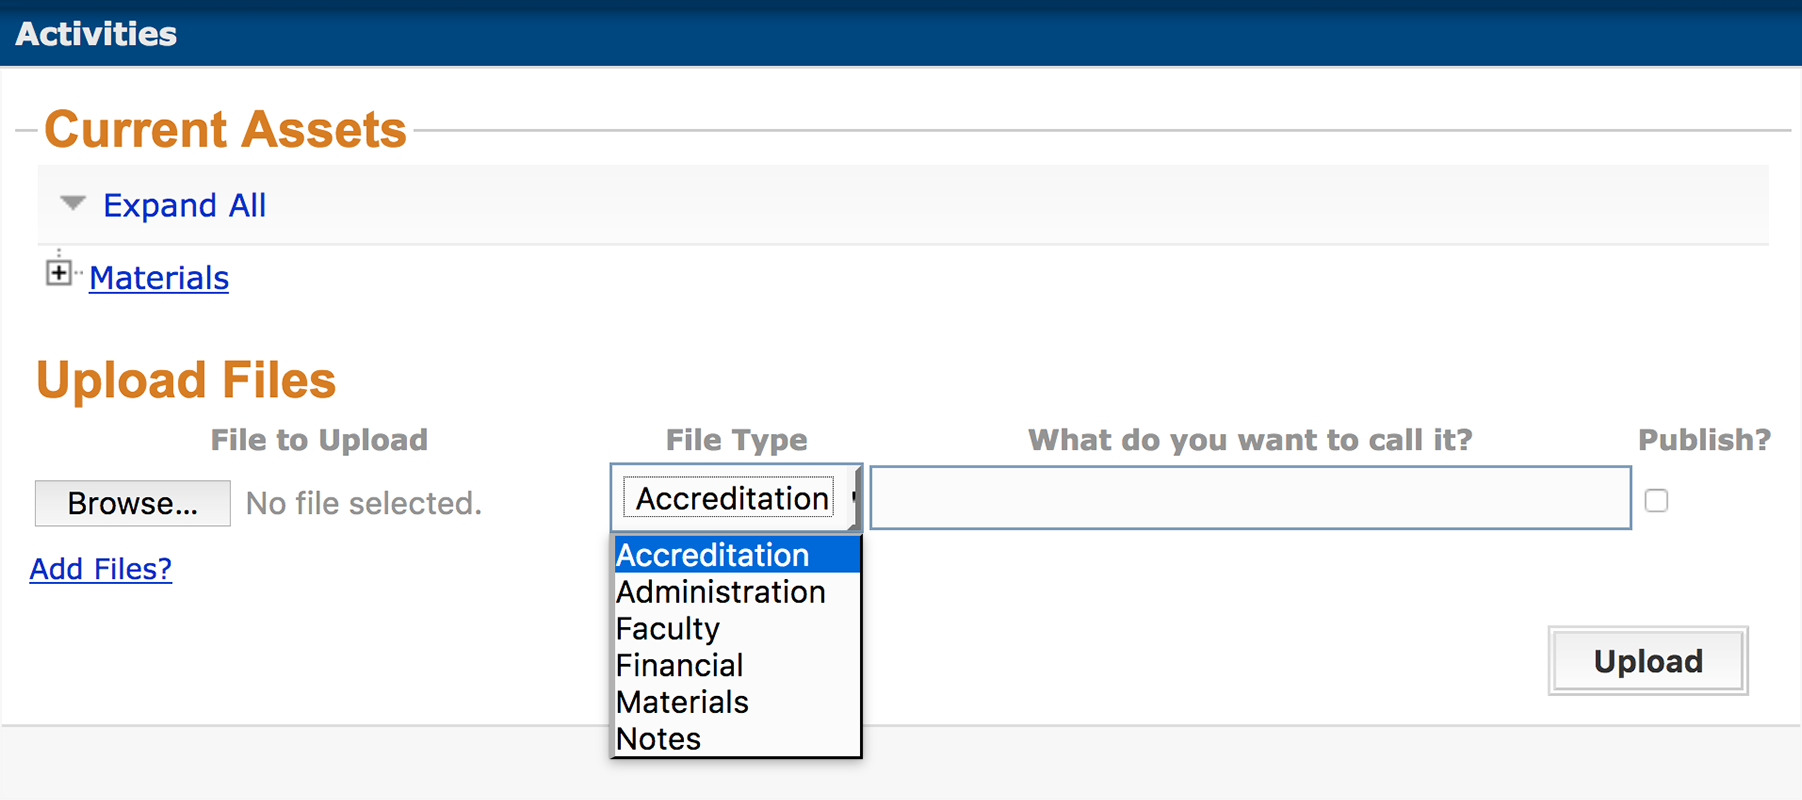 Activities
Current Assets
Expand All
Materials
Upload Files
File to Upload File Type What do you want to call it? Publish?
Browse... No file selected. Accreditation
Add Files?
Accreditation
Administration
Faculty
Financial
Materials
Notes
Upload